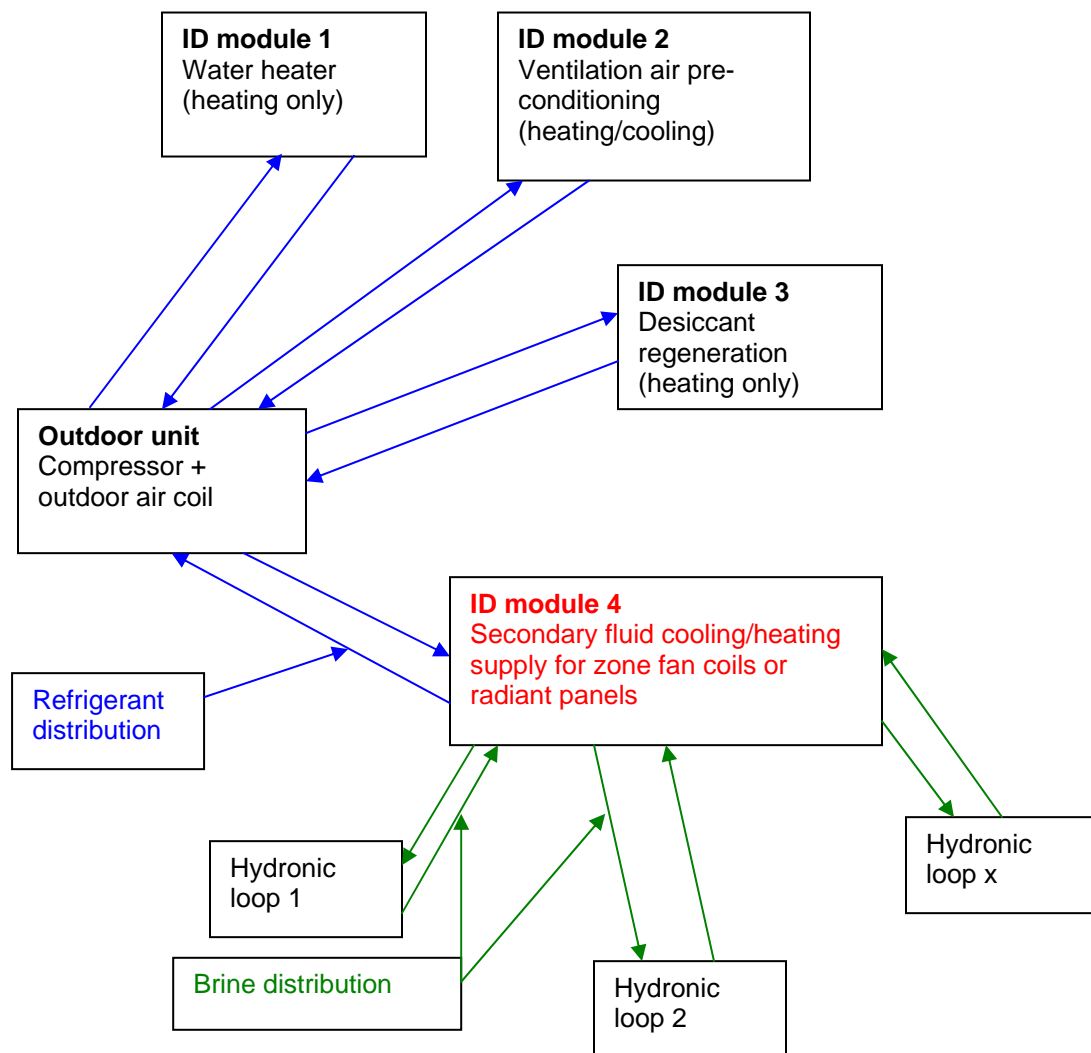 ID module 1
Water heater
(heating only)
ID module 2
Ventilation air pre-
conditioning
(heating/cooling)
ID module 3
Desiccant
regeneration
(heating only)
Outdoor unit
Compressor +
outdoor air coil
ID module 4
Secondary fluid cooling/heating
supply for zone fan coils or
radiant panels
Refrigerant
distribution
Hydronic
loop 1
Hydronic
loop x
Brine distribution
Hydronic
loop 2